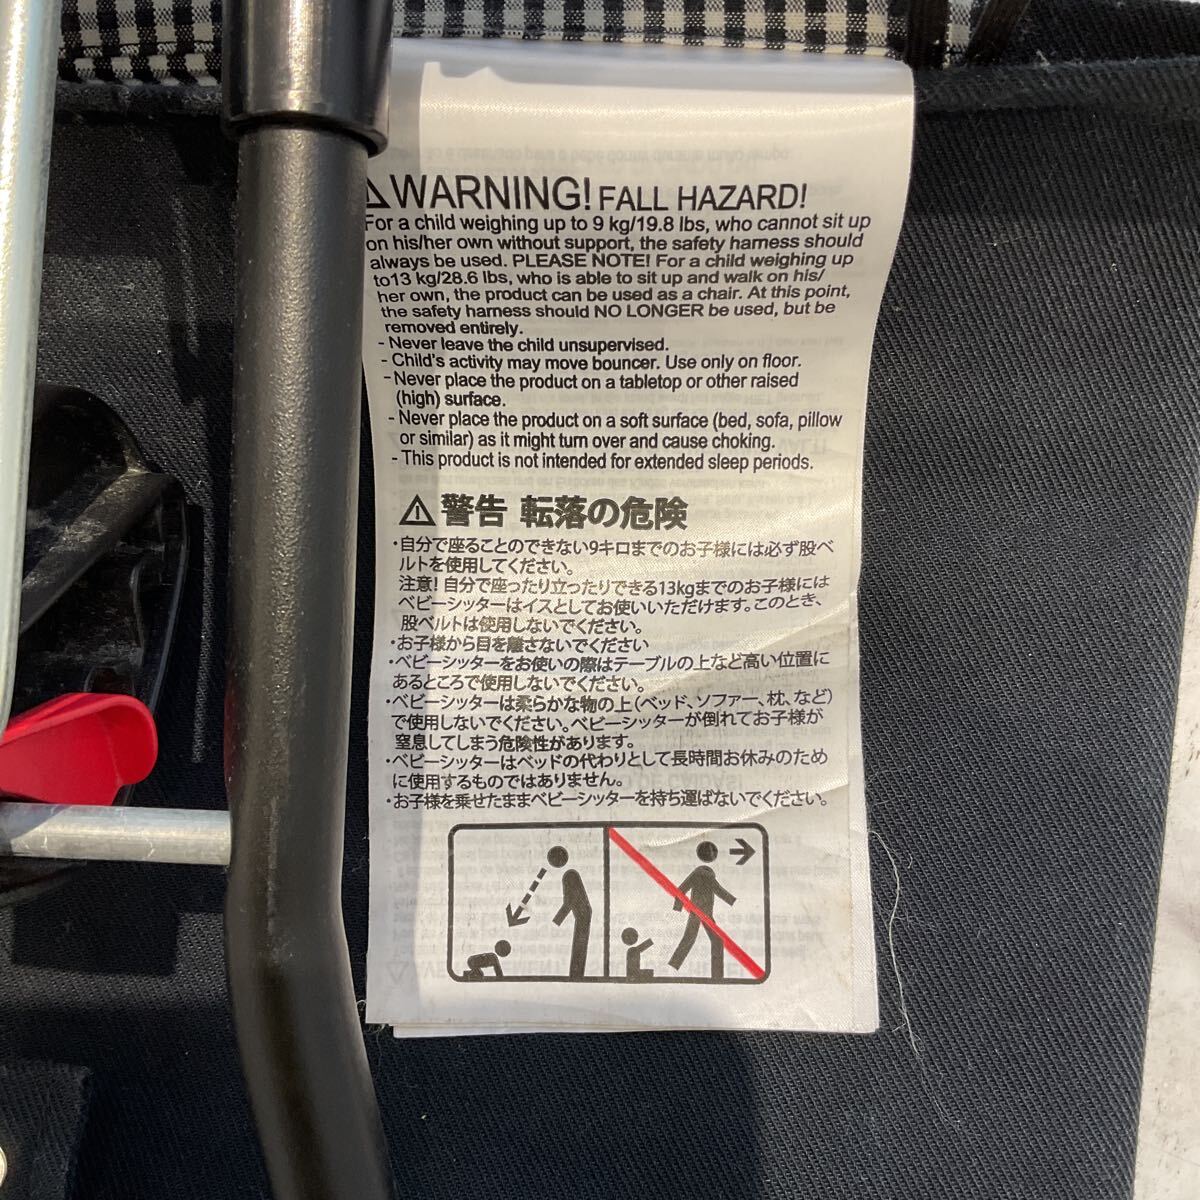 ⚠WARNING! FALL HAZARD!
For a child weighing up to 9 kg/19.8 lbs, who cannot sit up
on his/her own without support, the safety harness should
always be used. PLEASE NOTE! For a child weighing up
to13 kg/28.6 lbs, who is able to sit up and walk on his/
her own, the product can be used as a chair. At this point,
the safety harness should NO LONGER be used, but be
removed entirely.
- Never leave the child unsupervised.
- Child's activity may move bouncer. Use only on floor.
- Never place the product on a tabletop or other raised
(high) surface.
- Never place the product on a soft surface (bed, sofa, pillow
or similar) as it might turn over and cause choking.
- This product is not intended for extended sleep periods.
⚠警告 転落の危険
・自分で座ることのできない9キロまでのお子様には必ず股ベ
ルトを使用してください。
注意！自分で座ったり立ったりできる13kgまでのお子様には
ベビーシッターはイスとしてお使いいただけます。このとき、
股ベルトは使用しないでください。
・お子様から目を離さないでください
・ベビーシッターをお使いの際はテーブルの上など高い位置に
あるところで使用しないでください。
・ベビーシッターは柔らかな物の上（ベッド、ソファー、枕、など）
で使用しないでください。ベビーシッターが倒れてお子様が
窒息してしまう危険性があります。
・ベビーシッターはベッドの代わりとして長時間お休みのため
に使用するものではありません。
・お子様を乗せたままベビーシッターを持ち運ばないでください。